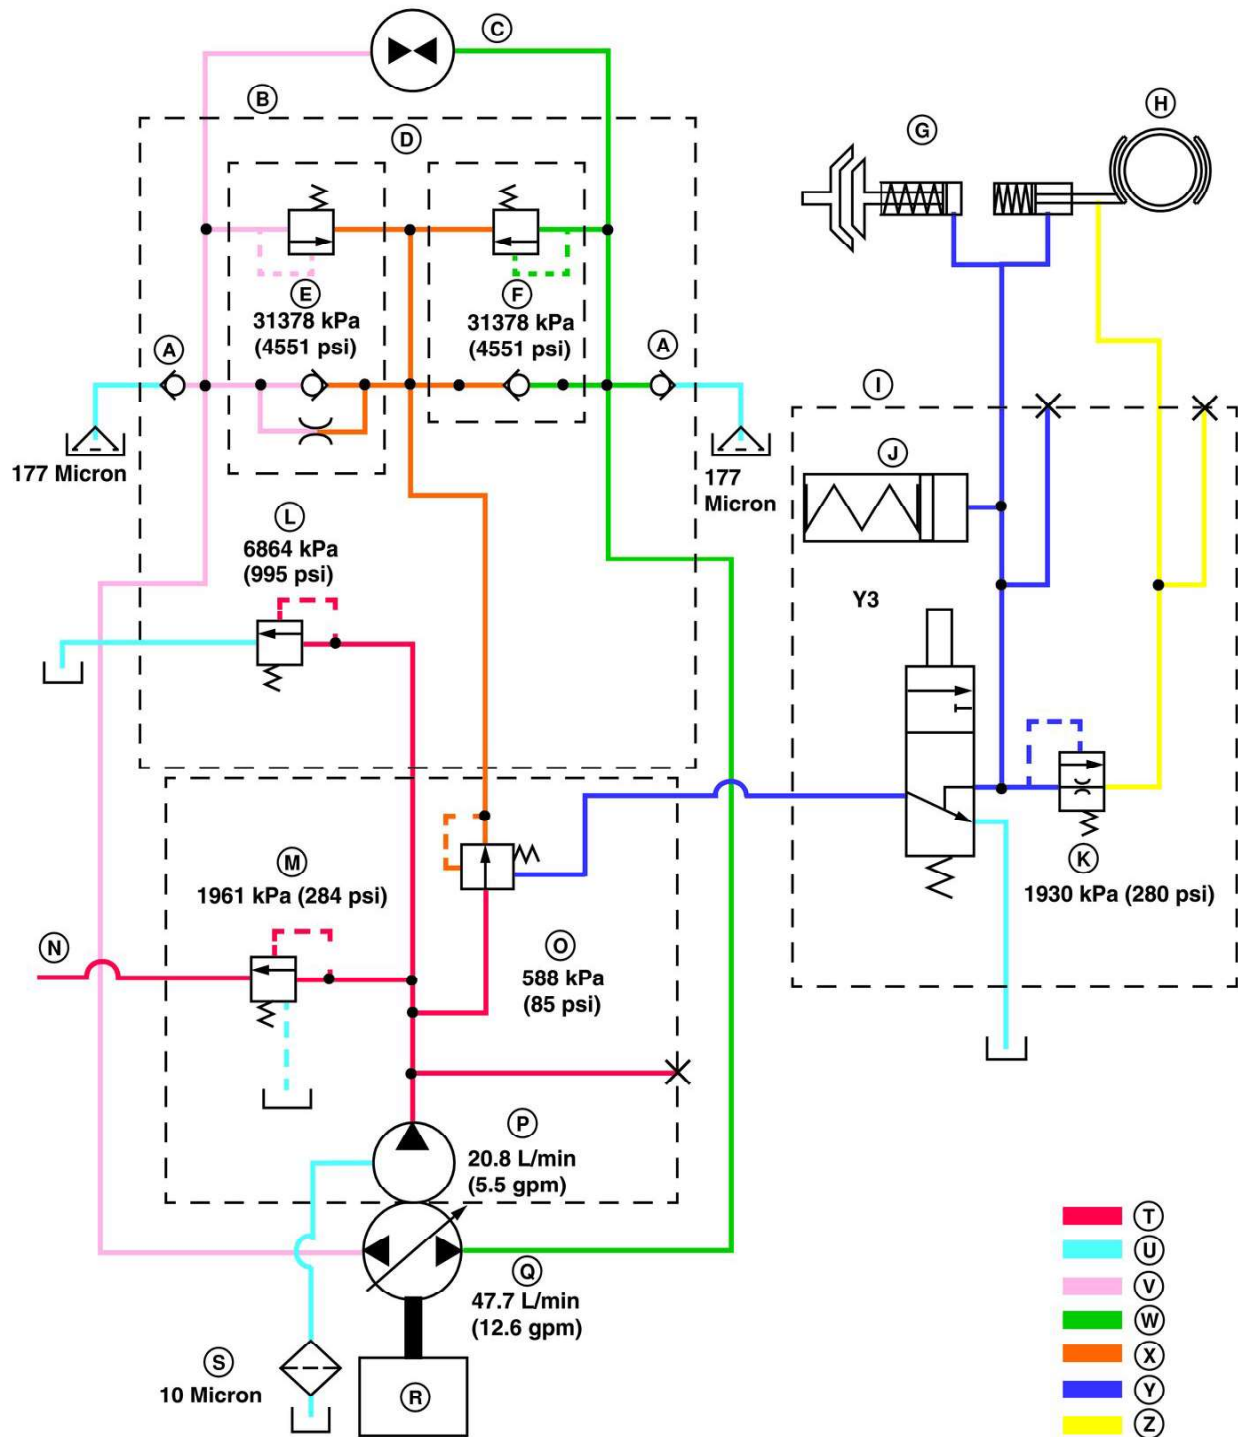 C
B
D
G
H
E
31378 kPa
(4551 psi)
F
31378 kPa
(4551 psi)
A
A
I
177 Micron
177
Micron
J
L
6864 kPa
(995 psi)
Y3
M
1961 kPa (284 psi)
K
1930 kPa (280 psi)
N
O
588 kPa
(85 psi)
P
20.8 L/min
(5.5 gpm)
Q
47.7 L/min
(12.6 gpm)
S
10 Micron
R
T
U
V
W
X
Y
Z